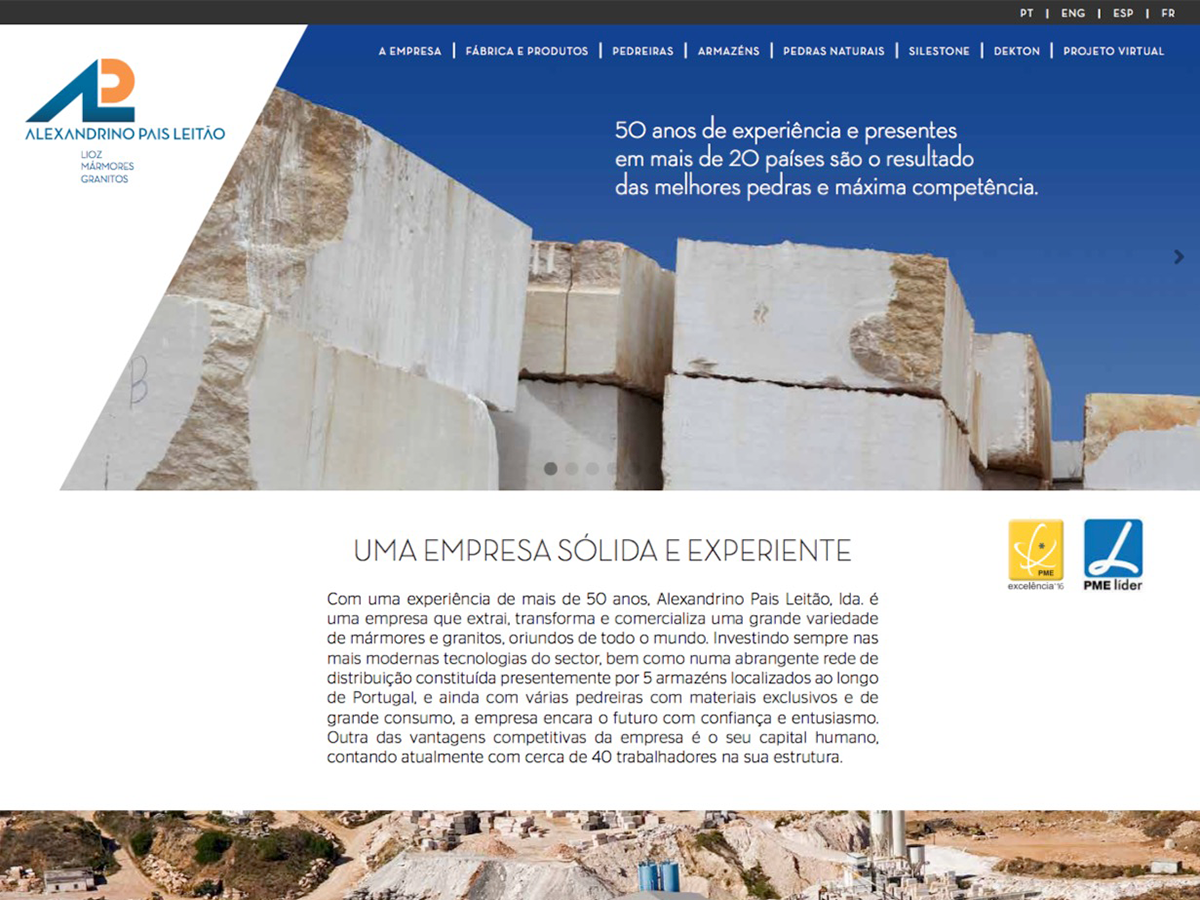 PT | ENG | ESP | FR
A EMPRESA | FÁBRICA E PRODUTOS | PEDREIRAS | ARMAZÉNS | PEDRAS NATURAIS | SILESTONE | DEKTON | PROJETO VIRTUAL
ALEXANDRINO PAIS LEITÃO
LIOZ
MÁRMORES
GRANITOS
50 anos de experiência e presentes
em mais de 20 países são o resultado
das melhores pedras e máxima competência.
B
UMA EMPRESA SÓLIDA E EXPERIENTE
PME
excelência'16
PME líder
Com uma experiência de mais de 50 anos, Alexandrino Pais Leitão, lda. é
uma empresa que extrai, transforma e comercializa uma grande variedade
de mármores e granitos, oriundos de todo o mundo. Investindo sempre nas
mais modernas tecnologias do sector, bem como numa abrangente rede de
distribuição constituída presentemente por 5 armazéns localizados ao longo
de Portugal, e ainda com várias pedreiras com materiais exclusivos e de
grande consumo, a empresa encara o futuro com confiança e entusiasmo.
Outra das vantagens competitivas da empresa é o seu capital humano,
contando atualmente com cerca de 40 trabalhadores na sua estrutura.